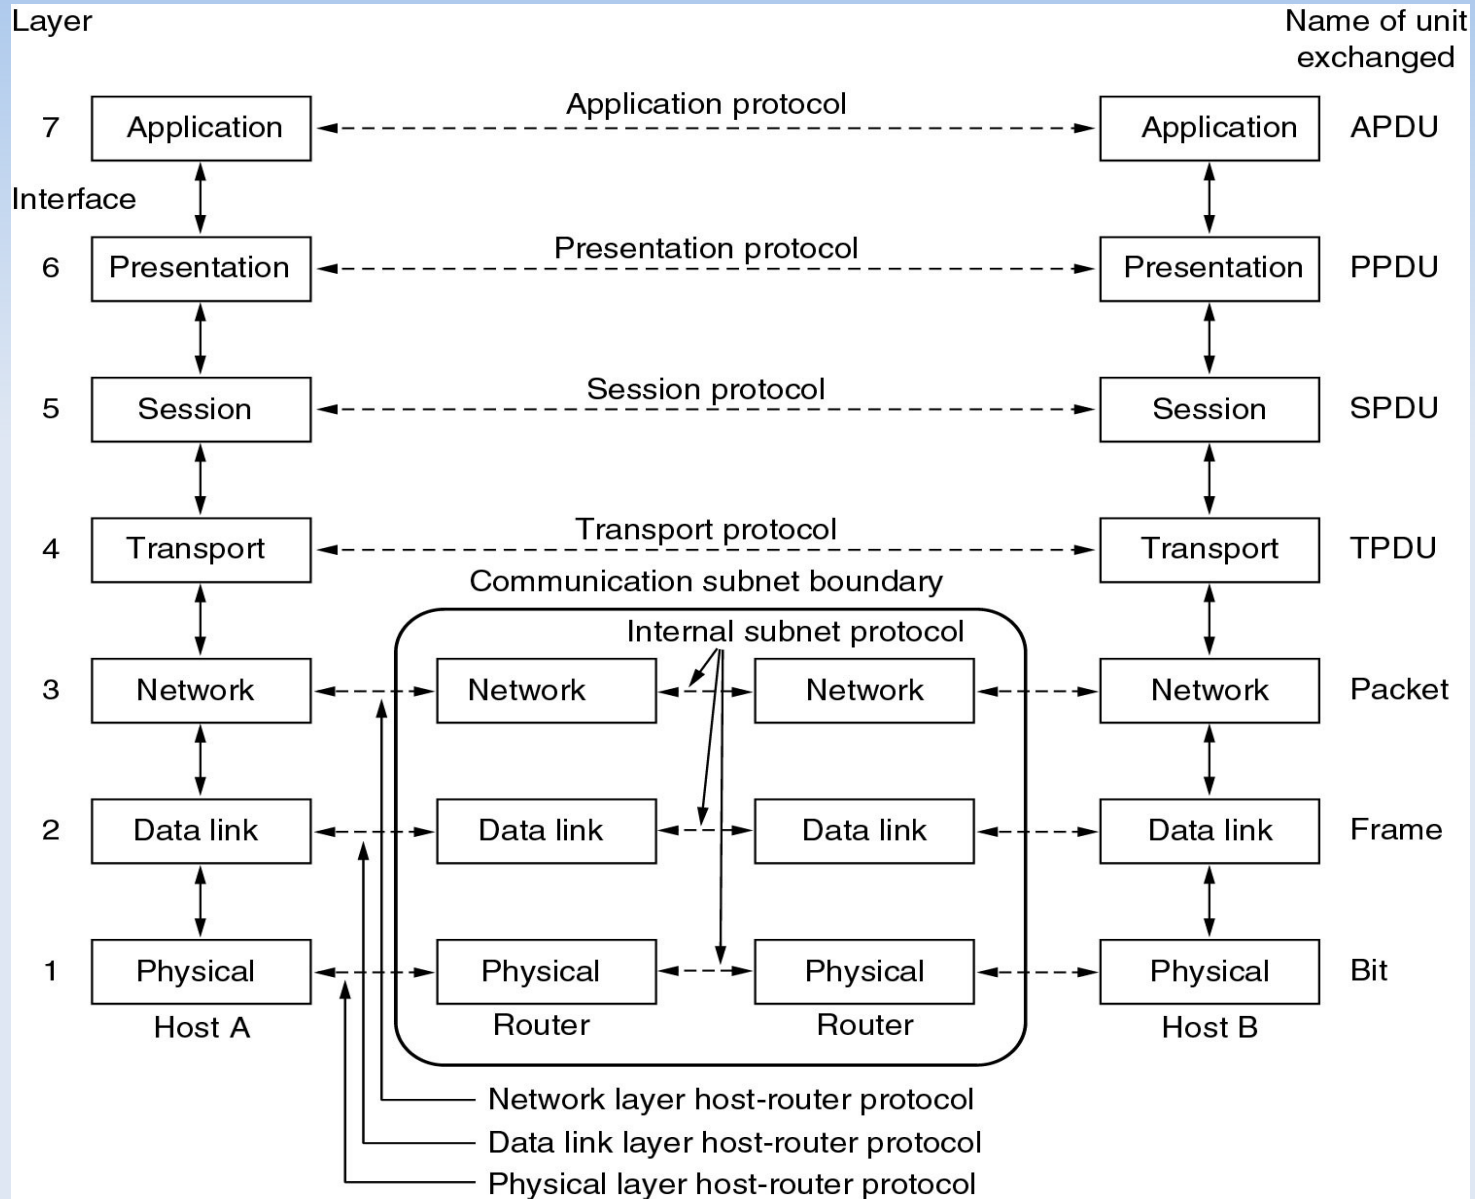 Layer
Name of unit
exchanged
Application protocol
7
Application
Application
APDU
Interface
Presentation protocol
6
Presentation
Presentation
PPDU
Session protocol
5
Session
Session
SPDU
Transport protocol
4
Transport
Transport
TPDU
Communication subnet boundary
Internal subnet protocol
3
Network
Network
Network
Network
Packet
2
Data link
Data link
Data link
Data link
Frame
1
Physical
Physical
Physical
Physical
Bit
Host A
Router
Router
Host B
Network layer host-router protocol
Data link layer host-router protocol
Physical layer host-router protocol